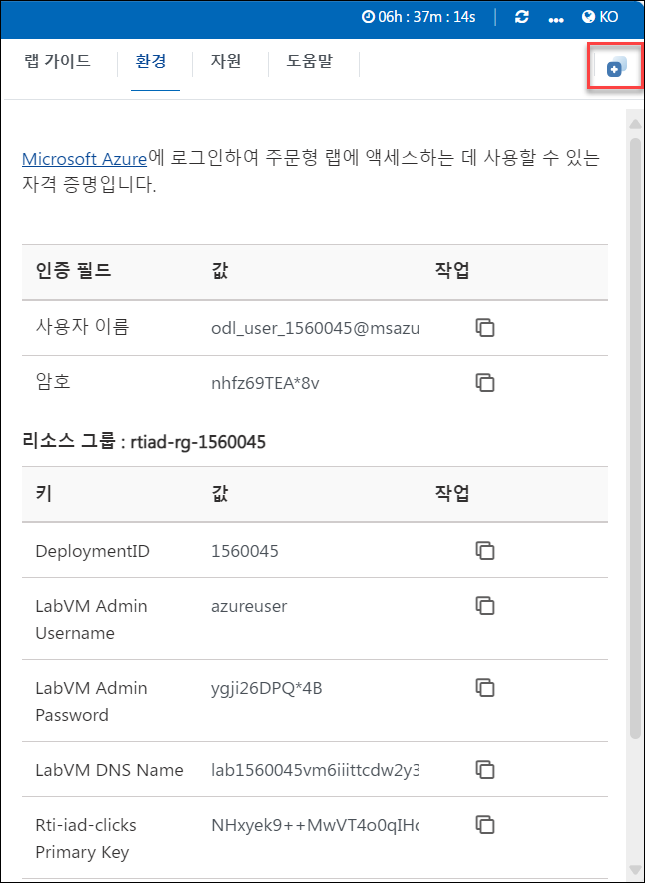 06h : 37m : 14s KO
랩 가이드 환경 자원 도움말
Microsoft Azure에 로그인하여 주문형 랩에 액세스하는 데 사용할 수 있는
자격 증명입니다.
인증 필드 값 작업
사용자 이름 odl_user_1560045@msazu
암호 nhfz69TEA*8v
리소스 그룹 : rtiad-rg-1560045
키 값 작업
DeploymentID 1560045
LabVM Admin azureuser
Username
LabVM Admin ygji26DPQ*4B
Password
LabVM DNS Name lab1560045vm6iiittcdw2y3
Rti-iad-clicks NHxyek9++MwVT4o0qIHc
Primary Key